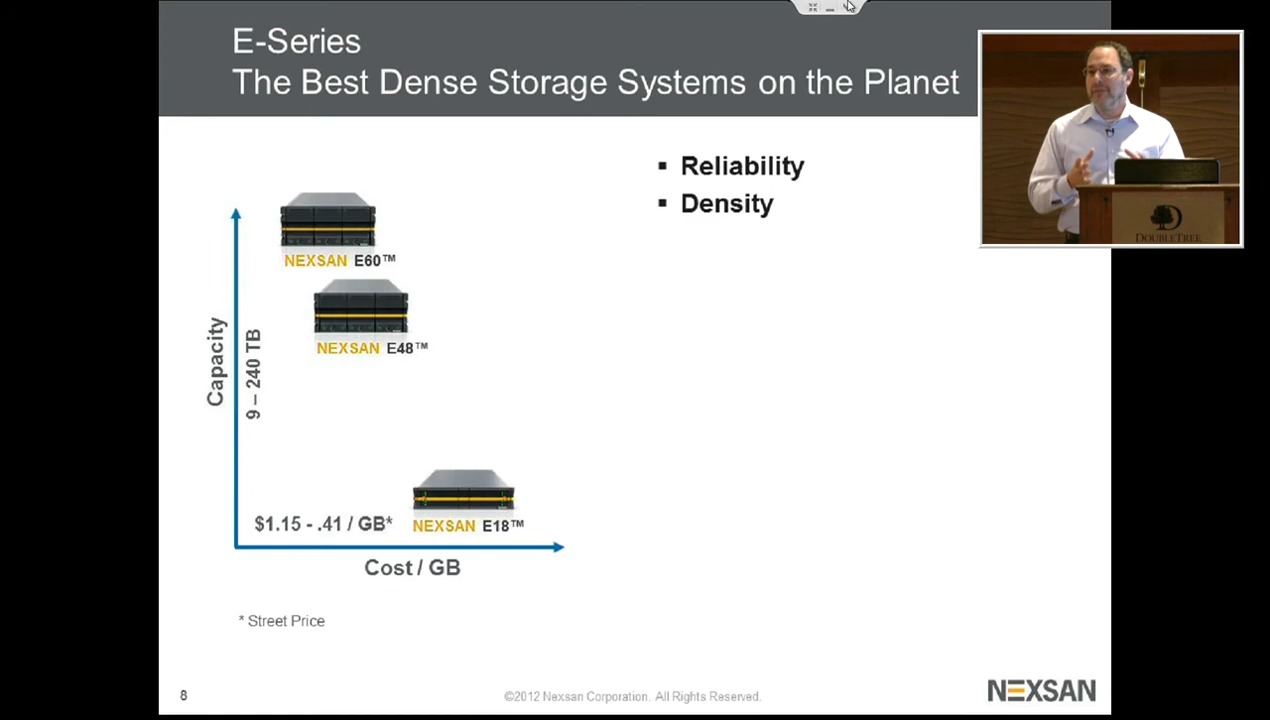 E-Series
The Best Dense Storage Systems on the Planet
▪ Reliability
▪ Density
NEXSAN E60™
NEXSAN E48™
Capacity
9 – 240 TB
$1.15 - .41 / GB*
NEXSAN E18™
Cost / GB
* Street Price
8
©2012 Nexsan Corporation. All Rights Reserved.
NEXSAN
D
DOUBLETREE